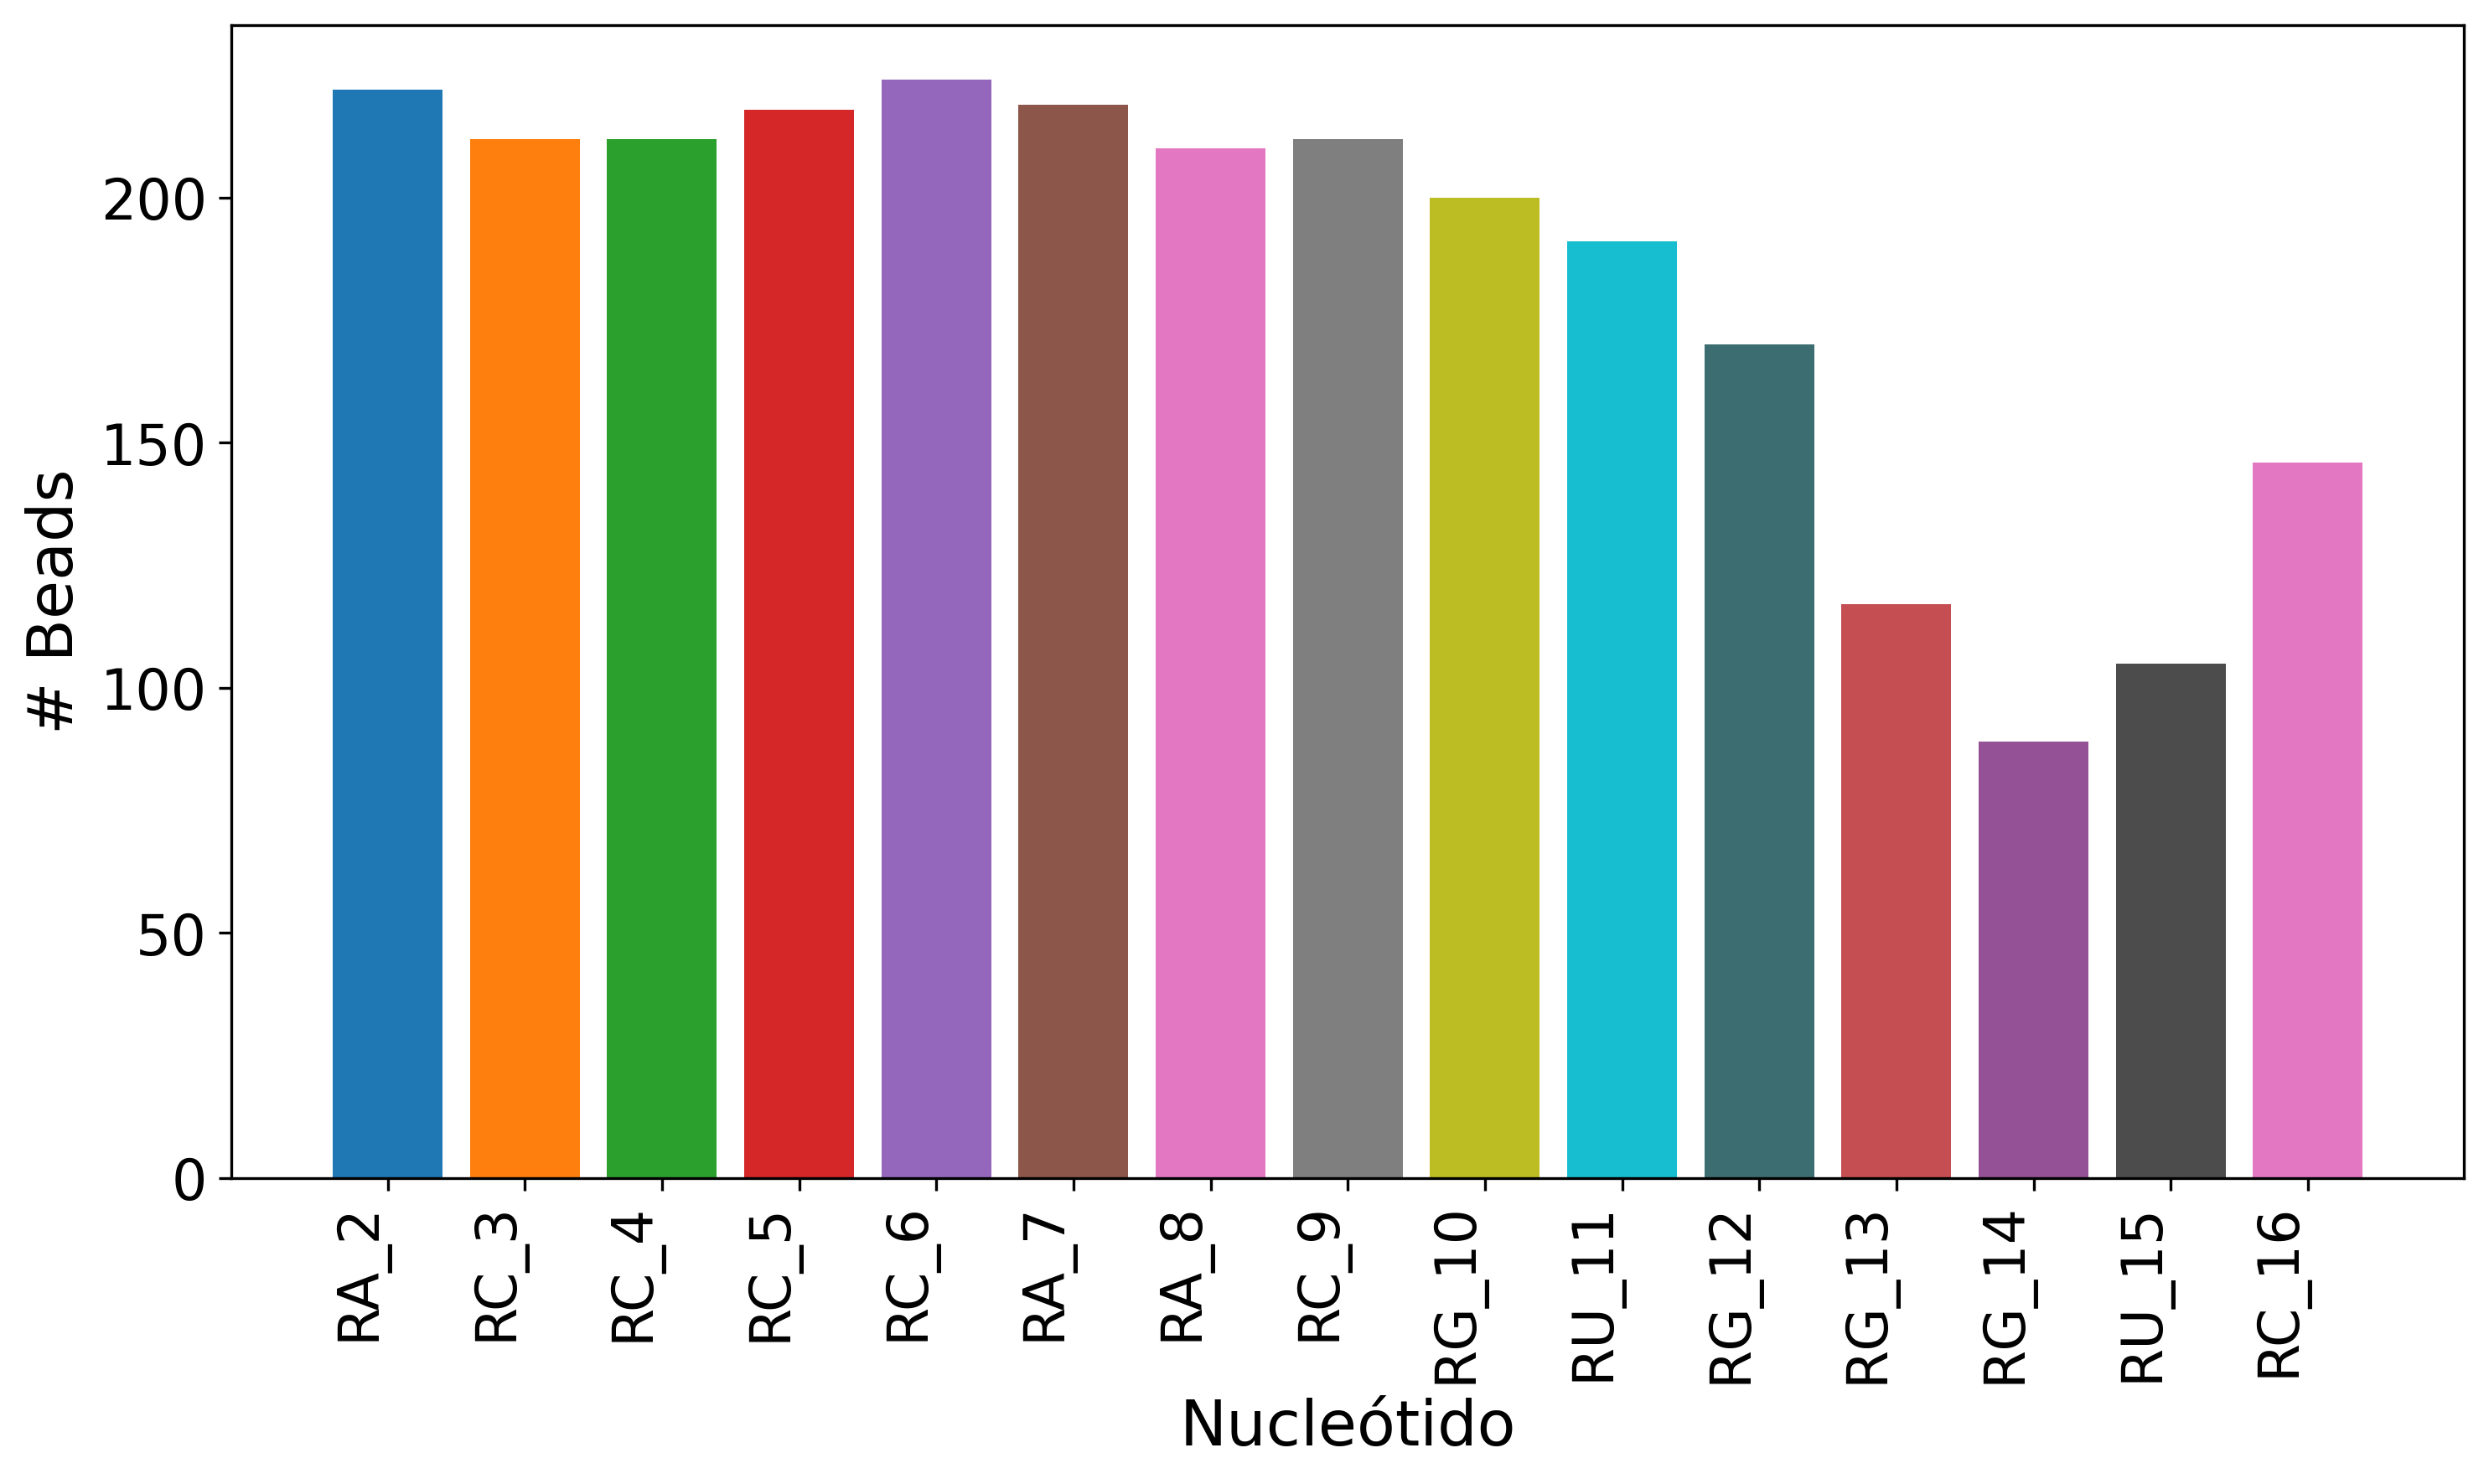 # Beads
200
150
100
50
0
RA_2
RC_3
RC_4
RC_5
RC_6
RA_7
RA_8
RC_9
RG_10
RU_11
RG_12
RG_13
RG_14
RU_15
RC_16
Nucleótido